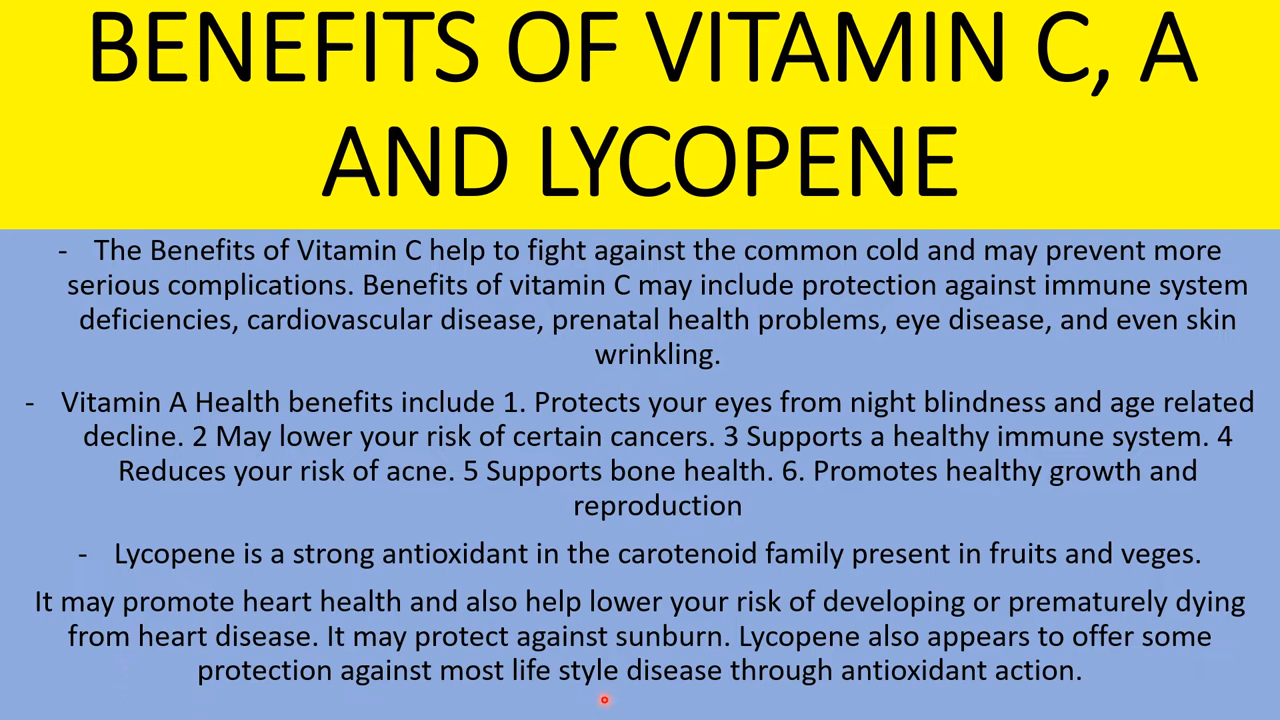 BENEFITS OF VITAMIN C, A
AND LYCOPENE
- The Benefits of Vitamin C help to fight against the common cold and may prevent more
serious complications. Benefits of vitamin C may include protection against immune system
deficiencies, cardiovascular disease, prenatal health problems, eye disease, and even skin
wrinkling.
- Vitamin A Health benefits include 1. Protects your eyes from night blindness and age related
decline. 2 May lower your risk of certain cancers. 3 Supports a healthy immune system. 4
Reduces your risk of acne. 5 Supports bone health. 6. Promotes healthy growth and
reproduction
- Lycopene is a strong antioxidant in the carotenoid family present in fruits and veges.
It may promote heart health and also help lower your risk of developing or prematurely dying
from heart disease. It may protect against sunburn. Lycopene also appears to offer some
protection against most life style disease through antioxidant action.